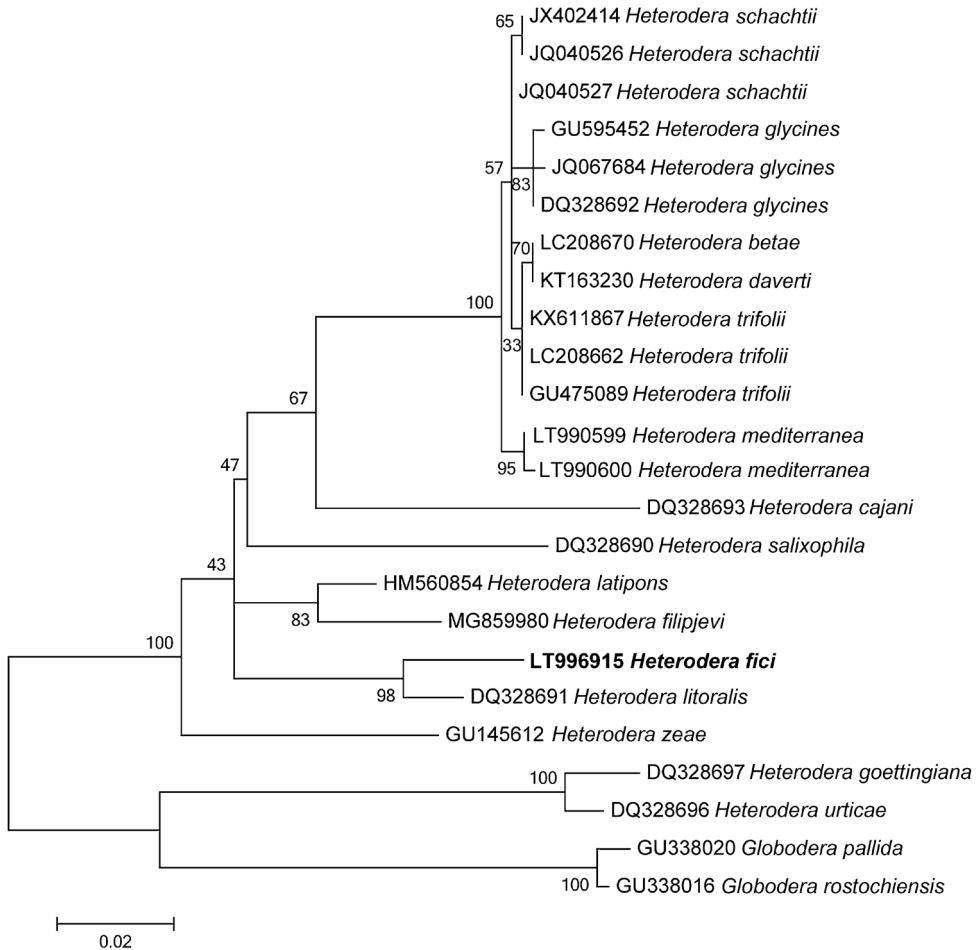 65
JX402414 Heterodera schachtii
JQ040526 Heterodera schachtii
JQ040527 Heterodera schachtii
GU595452 Heterodera glycines
57
JQ067684 Heterodera glycines
83
DQ328692 Heterodera glycines
70
LC208670 Heterodera betae
KT163230 Heterodera daverti
100
KX611867 Heterodera trifolii
33
LC208662 Heterodera trifolii
GU475089 Heterodera trifolii
67
LT990599 Heterodera mediterranea
95
LT990600 Heterodera mediterranea
47
DQ328693 Heterodera cajani
DQ328690 Heterodera salixophila
43
HM560854 Heterodera latipons
83
MG859980 Heterodera filipjevi
100
LT996915 Heterodera fici
98
DQ328691 Heterodera litoralis
GU145612 Heterodera zeae
100
DQ328697 Heterodera goettingiana
DQ328696 Heterodera urticae
GU338020 Globodera pallida
100
GU338016 Globodera rostochiensis
0.02